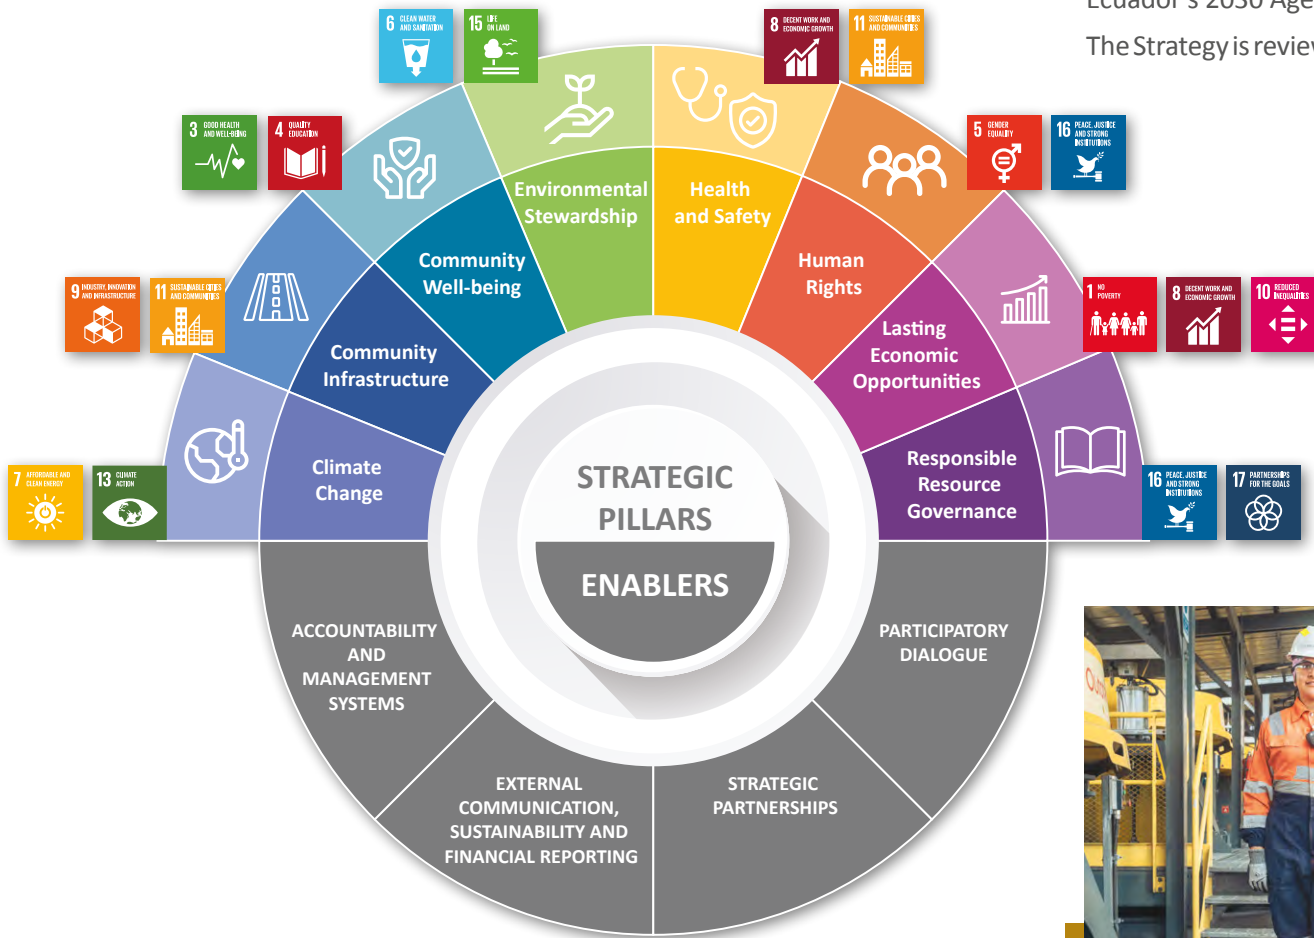 Ecuador's 2030 Age
The Strategy is review
6 CLEAN WATER
AND SANITATION
15 LIFE
ON LAND
8 DECENT WORK AND
ECONOMIC GROWTH
11 SUSTAINABLE CITIES
AND COMMUNITIES
3 GOOD HEALTH
AND WELL-BEING
4 QUALITY
EDUCATION
5 GENDER
EQUALITY
16 PEACE, JUSTICE
AND STRONG
INSTITUTIONS
Environmental
Stewardship
Health
and Safety
Community
Well-being
Human
Rights
9 INDUSTRY, INNOVATION
AND INFRASTRUCTURE
11 SUSTAINABLE CITIES
AND COMMUNITIES
1 NO
POVERTY
8 DECENT WORK AND
ECONOMIC GROWTH
10 REDUCED
INEQUALITIES
Community
Infrastructure
Lasting
Economic
Opportunities
7 AFFORDABLE AND
CLEAN ENERGY
13 CLIMATE
ACTION
Climate
Change
Responsible
Resource
Governance
16 PEACE, JUSTICE
AND STRONG
INSTITUTIONS
17 PARTNERSHIPS
FOR THE GOALS
STRATEGIC
PILLARS
ENABLERS
ACCOUNTABILITY
AND
MANAGEMENT
SYSTEMS
EXTERNAL
COMMUNICATION,
SUSTAINABILITY AND
FINANCIAL REPORTING
STRATEGIC
PARTNERSHIPS
PARTICIPATORY
DIALOGUE